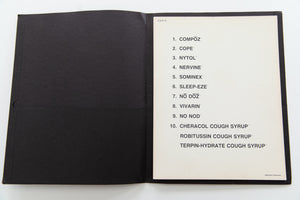 1. COMPŌZ
2. COPE
3. NYTOL
4. NERVINE
5. SOMINEX
6. SLEEP-EZE
7. NŌ DŌZ
8. VIVARIN
9. NO NOD
10. CHERACOL COUGH SYRUP
ROBITUSSIN COUGH SYRUP
TERPIN-HYDRATE COUGH SYRUP